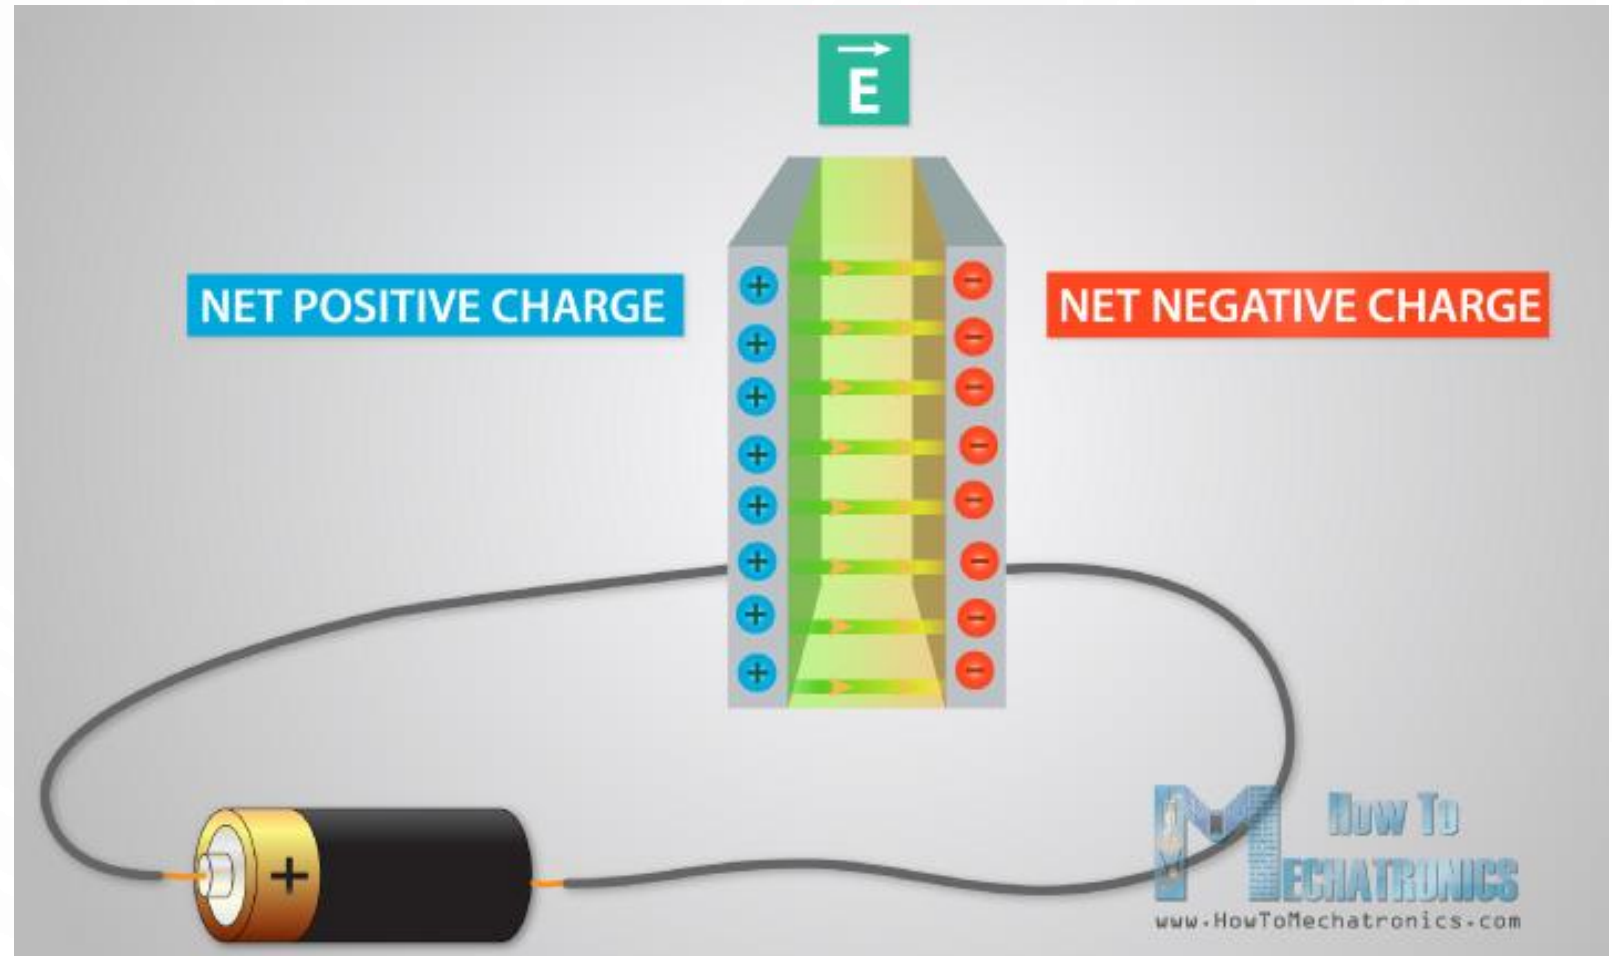 E
NET POSITIVE CHARGE
NET NEGATIVE CHARGE
+
How To
MECHATRONICS
www.HowToMechatronics.com